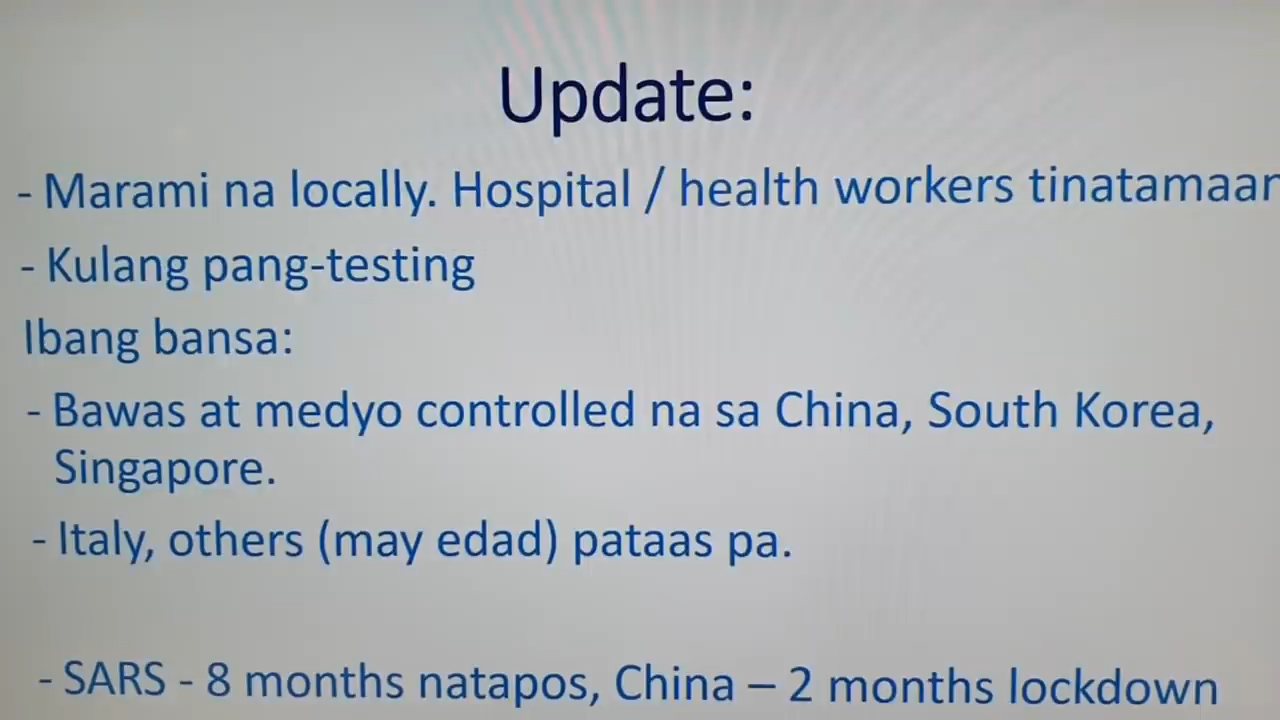 Update:
- Marami na locally. Hospital / health workers tinatamaan
- Kulang pang-testing
Ibang bansa:
- Bawas at medyo controlled na sa China, South Korea,
Singapore.
- Italy, others (may edad) pataas pa.
- SARS - 8 months natapos, China – 2 months lockdown